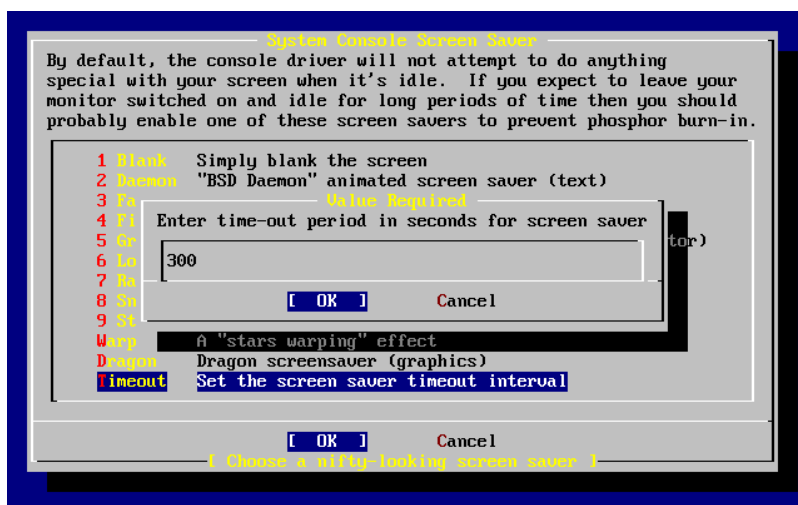 System Console Screen Saver
By default, the console driver will not attempt to do anything
special with your screen when it's idle.  If you expect to leave your
monitor switched on and idle for long periods of time then you should
probably enable one of these screen savers to prevent phosphor burn-in.
1 Blank Simply blank the screen
2 Daemon "BSD Daemon" animated screen saver (text)
3 Fa
Value Required
4 Fi
Enter time-out period in seconds for screen saver
5 Gr tor)
6 Lo
300
7 Ra
8 Sn
[ OK ] Cancel
9 St
Warp A "stars warping" effect
Dragon Dragon screensaver (graphics)
Timeout Set the screen saver timeout interval
[ OK ] Cancel
[ Choose a nifty-looking screen saver ]